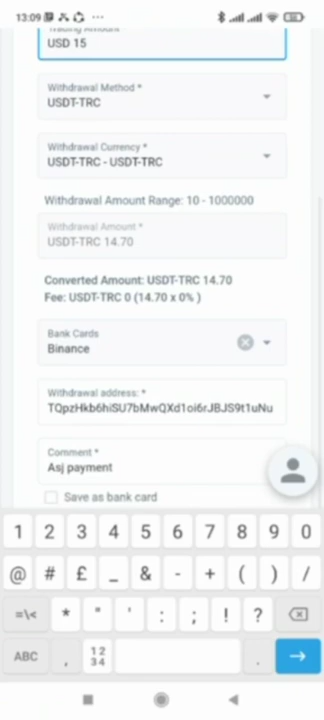 13:09
Trading Amount
USD 15
Withdrawal Method *
USDT-TRC
Withdrawal Currency *
USDT-TRC - USDT-TRC
Withdrawal Amount Range: 10 - 1000000
Withdrawal Amount *
USDT-TRC 14.70
Converted Amount: USDT-TRC 14.70
Fee: USDT-TRC 0 (14.70 x 0% )
Bank Cards
Binance
Withdrawal address: *
TQpzHkb6hiSU7bMwQXd1oi6rJBJS9t1uNu
Comment *
Asj payment
Save as bank card
1 2 3 4 5 6 7 8 9 0
@ # £ _ & - + ( ) /
=\< * " ' : ; ! ?
ABC , 12 34 .